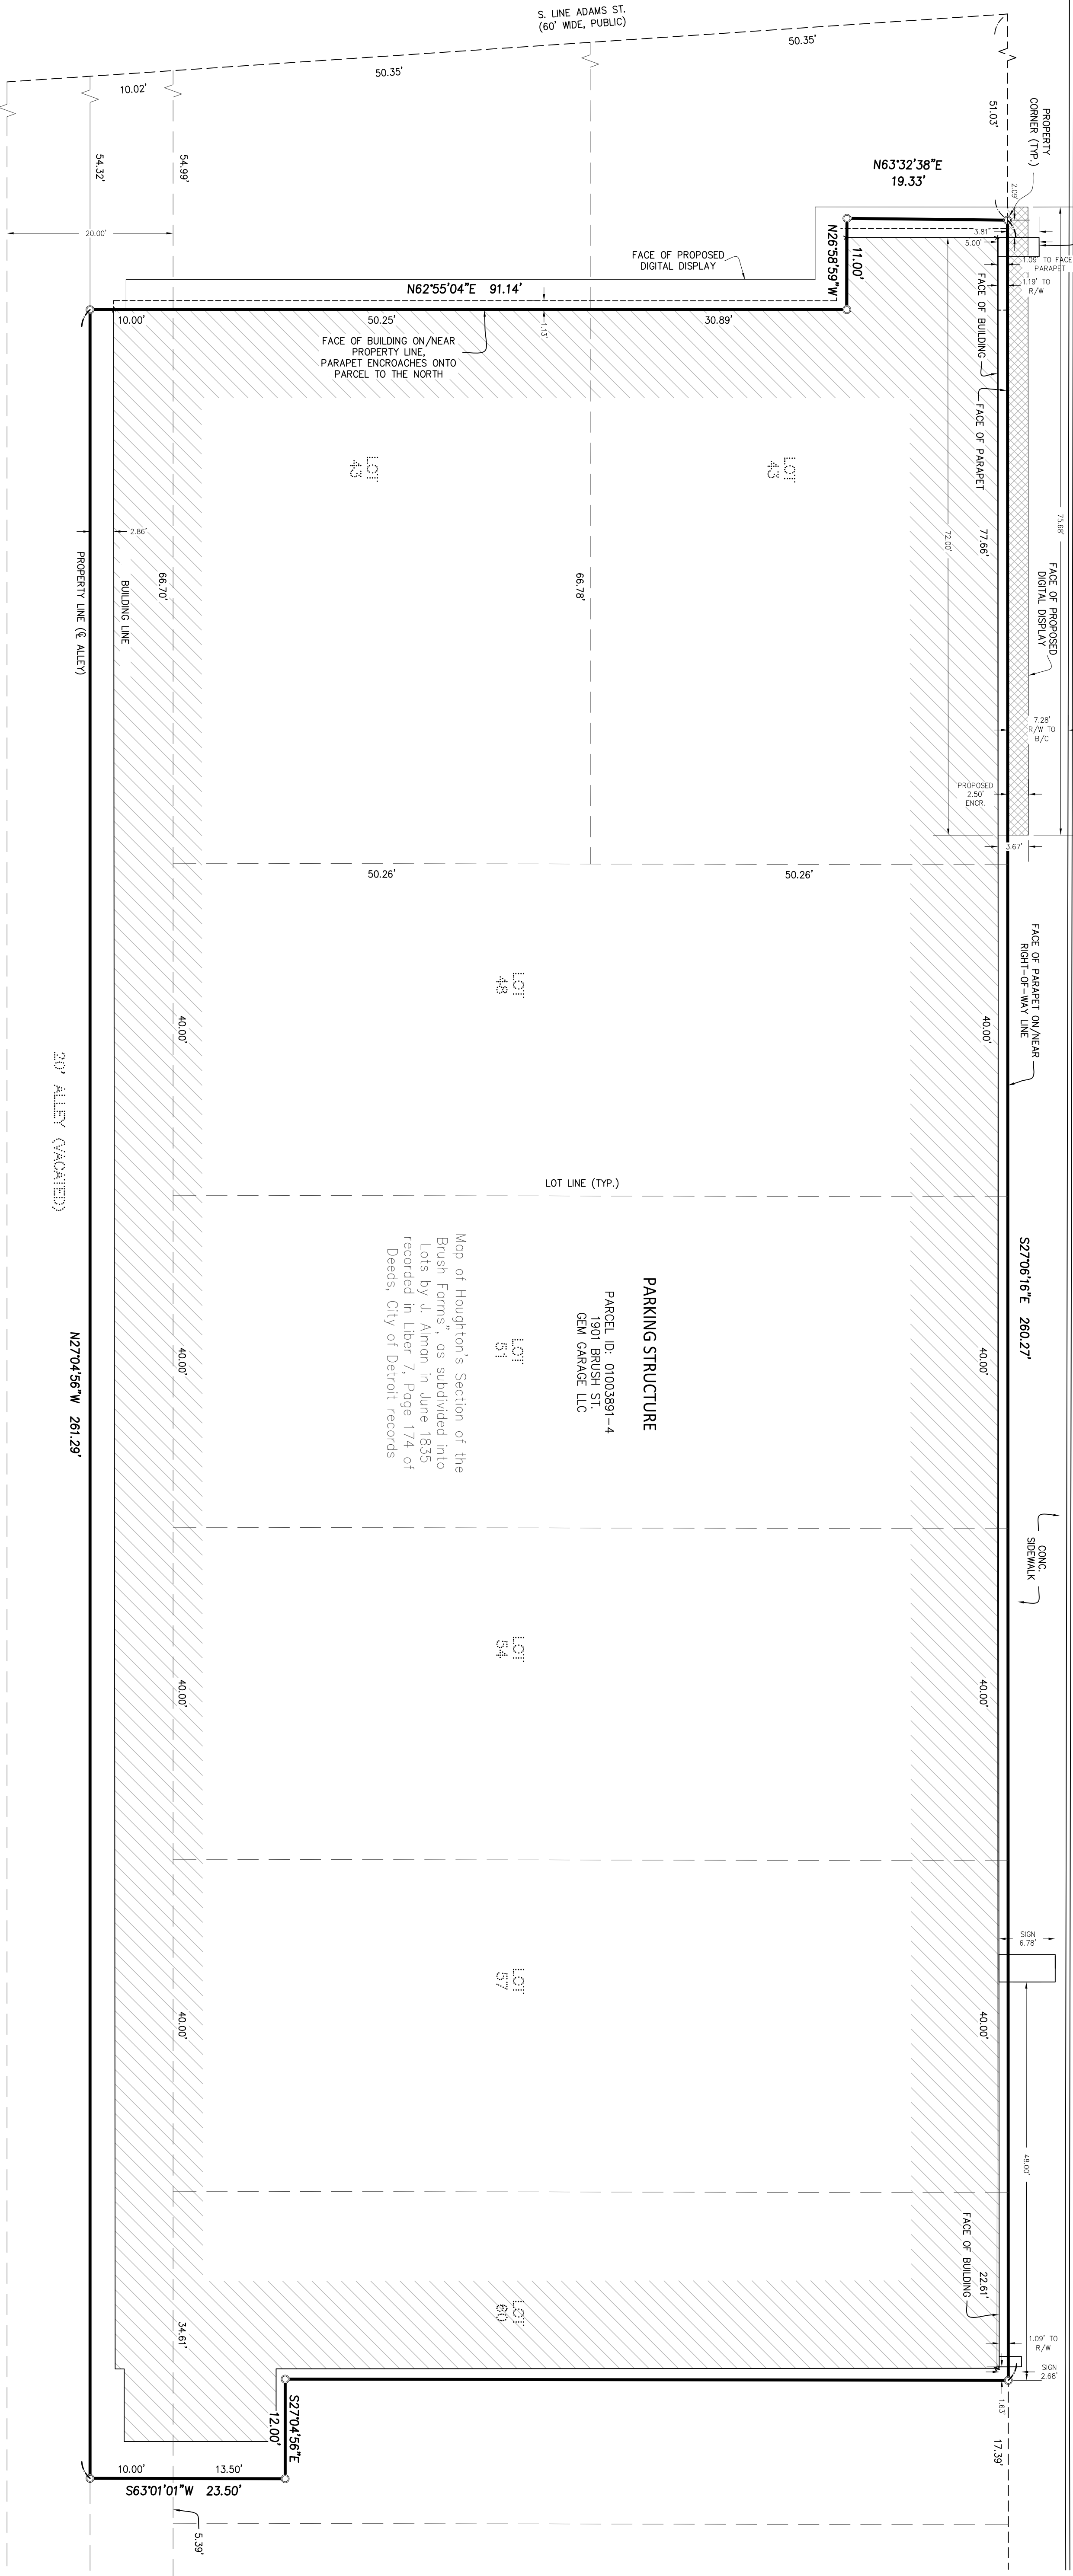 S. LINE ADAMS ST.
(60' WIDE, PUBLIC)
50.35'
50.35'
10.02'
51.03'
PROPERTY
CORNER (TYP.)
54.99'
54.32'
20.00'
N63°32'38"E
19.33'
2.09'
3.81'
5.00'
1.09' TO FACE
PARAPET
1.19' TO
R/W
N26°58'59"W
11.00'
FACE OF PROPOSED
DIGITAL DISPLAY
N62°55'04"E 91.14'
10.00'
50.25'
1.13'
30.89'
FACE OF BUILDING ON/NEAR
PROPERTY LINE,
PARAPET ENCROACHES ONTO
PARCEL TO THE NORTH
FACE OF BUILDING
FACE OF PARAPET
LOT
43
LOT
43
75.68'
72.00'
77.66'
FACE OF PROPOSED
DIGITAL DISPLAY
2.86'
66.70'
66.78'
BUILDING LINE
PROPERTY LINE (℄ ALLEY)
7.28'
R/W TO
B/C
PROPOSED
2.50'
ENCR.
3.67'
50.26'
50.26'
FACE OF PARAPET ON/NEAR
RIGHT-OF-WAY LINE
LOT
48
40.00'
40.00'
20' ALLEY (VACATED)
LOT LINE (TYP.)
S27°06'16"E 260.27'
PARKING STRUCTURE
PARCEL ID: 01003891-4
1901 BRUSH ST.
GEM GARAGE LLC
Map of Houghton's Section of the
Brush Farms", as subdivided into
Lots by J. Alman in June 1835
recorded in Liber 7, Page 174 of
Deeds, City of Detroit records
LOT
51
40.00'
40.00'
N27°04'56"W 261.29'
CONC.
SIDEWALK
LOT
54
40.00'
40.00'
SIGN
6.78'
LOT
57
40.00'
40.00'
48.00'
FACE OF BUILDING
22.61'
LOT
60
34.61'
1.09' TO
R/W
SIGN
2.68'
1.63'
17.39'
S27°04'56"E
12.00'
10.00'
13.50'
S63°01'01"W 23.50'
5.39'